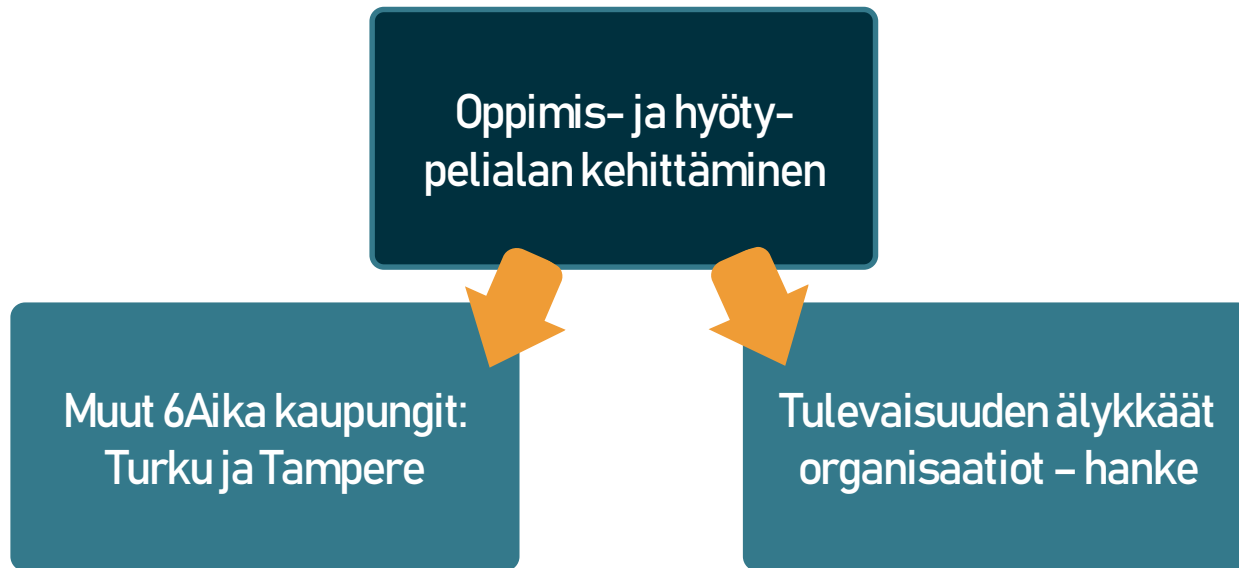 Oppimis- ja hyöty-
pelialan kehittäminen
Muut 6Aika kaupungit:
Turku ja Tampere
Tulevaisuuden älykkäät
organisaatiot – hanke